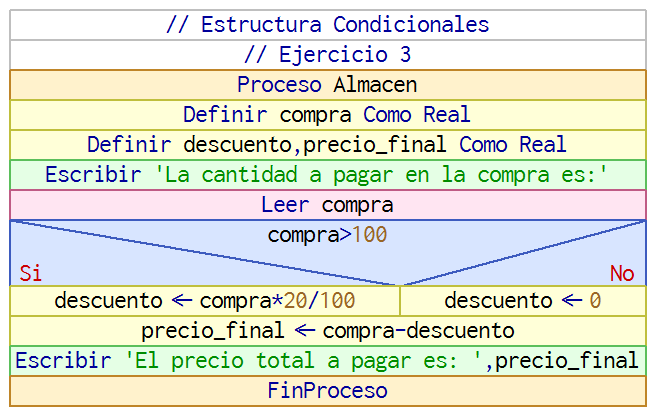 // Estructura Condicionales
// Ejercicio 3
Proceso Almacen
Definir compra Como Real
Definir descuento,precio_final Como Real
Escribir 'La cantidad a pagar en la compra es:'
Leer compra
compra>100
Si No
descuento ← compra*20/100 descuento ← 0
precio_final ← compra-descuento
Escribir 'El precio total a pagar es: ',precio_final
FinProceso